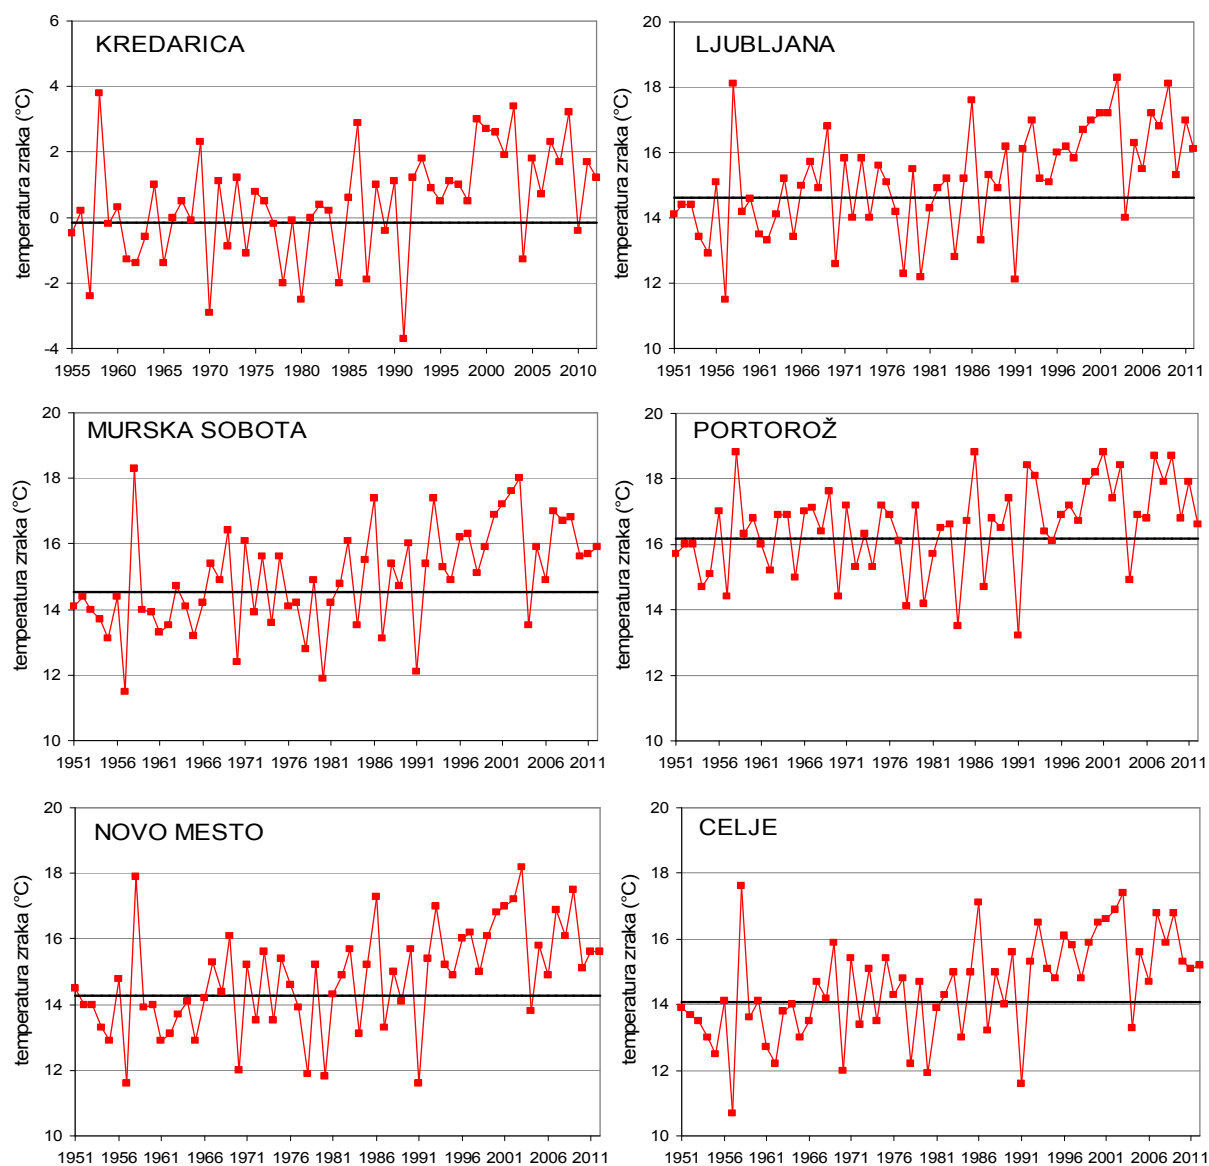 KREDARICA
temperatura zraka (°C)
6
4
2
0
-2
-4
1955 1960 1965 1970 1975 1980 1985 1990 1995 2000 2005 2010
LJUBLJANA
temperatura zraka (°C)
20
18
16
14
12
10
1951 1956 1961 1966 1971 1976 1981 1986 1991 1996 2001 2006 2011
MURSKA SOBOTA
temperatura zraka (°C)
20
18
16
14
12
10
1951 1956 1961 1966 1971 1976 1981 1986 1991 1996 2001 2006 2011
PORTOROŽ
temperatura zraka (°C)
20
18
16
14
12
10
1951 1956 1961 1966 1971 1976 1981 1986 1991 1996 2001 2006 2011
NOVO MESTO
temperatura zraka (°C)
20
18
16
14
12
10
1951 1956 1961 1966 1971 1976 1981 1986 1991 1996 2001 2006 2011
CELJE
temperatura zraka (°C)
20
18
16
14
12
10
1951 1956 1961 1966 1971 1976 1981 1986 1991 1996 2001 2006 2011